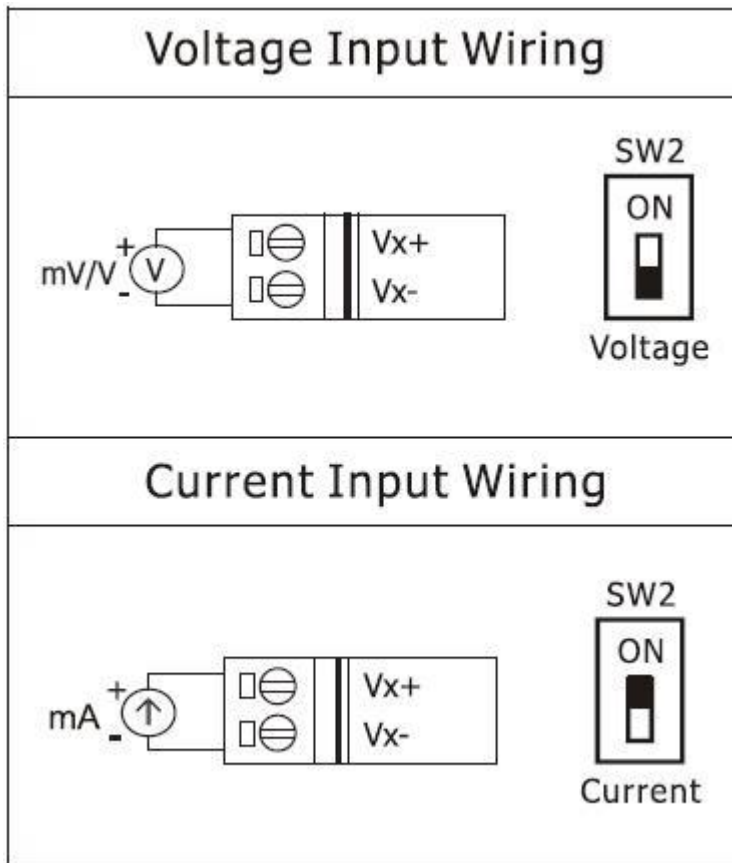 Voltage Input Wiring
SW2
ON
+
mV/V V
-
Vx+
Vx-
Voltage
Current Input Wiring
SW2
ON
+
mA
-
Vx+
Vx-
Current